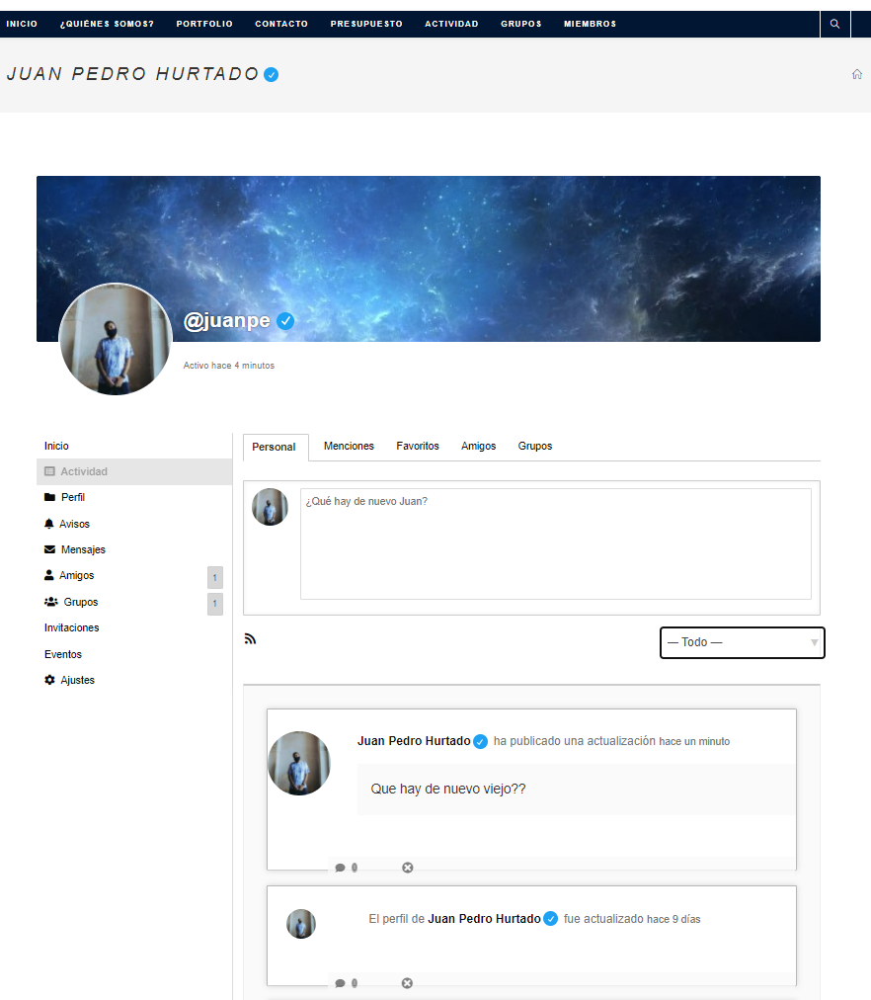 INICIO ¿QUIÉNES SOMOS? PORTFOLIO CONTACTO PRESUPUESTO ACTIVIDAD GRUPOS MIEMBROS
JUAN PEDRO HURTADO
@juanpe
Activo hace 4 minutos
Inicio
Actividad
Perfil
Avisos
Mensajes
Amigos 1
Grupos 1
Invitaciones
Eventos
Ajustes
Personal Menciones Favoritos Amigos Grupos
¿Qué hay de nuevo Juan?
— Todo —
Juan Pedro Hurtado ha publicado una actualización hace un minuto
Que hay de nuevo viejo??
El perfil de Juan Pedro Hurtado fue actualizado hace 9 días